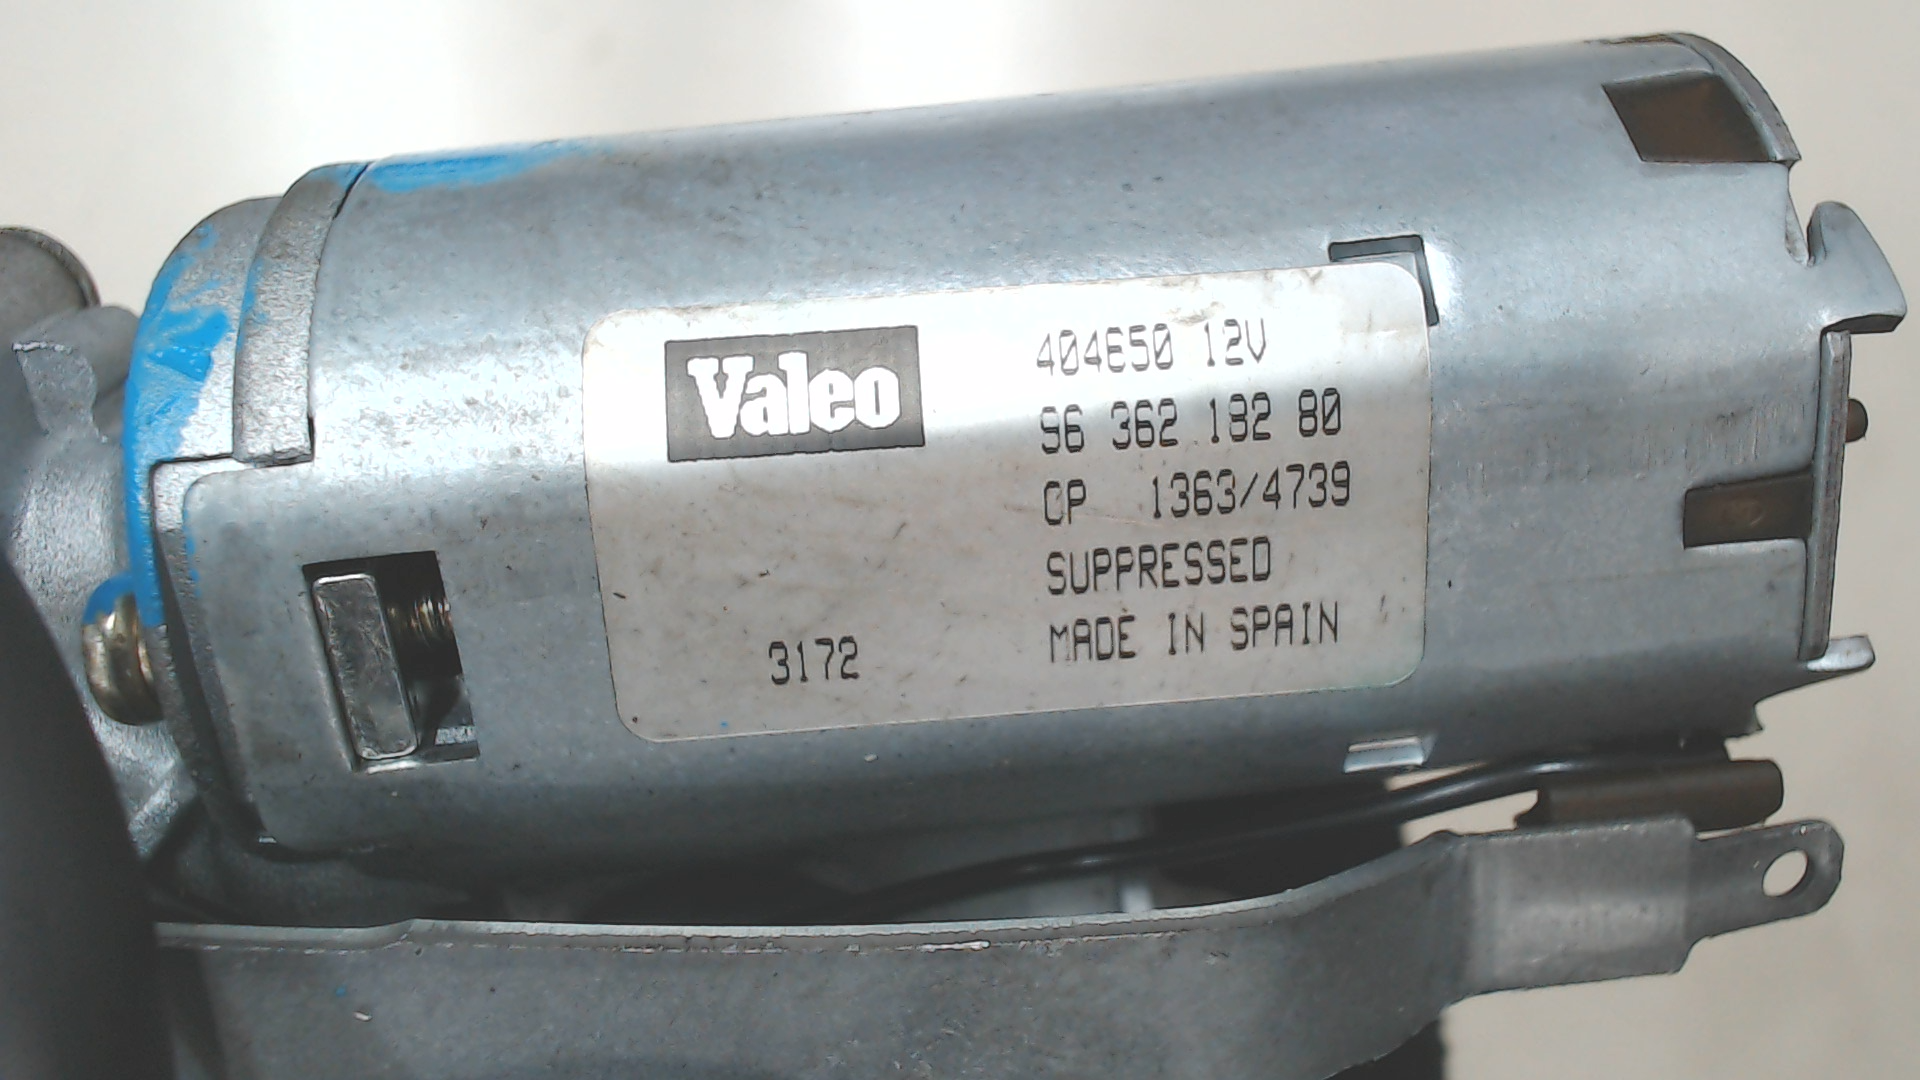 Valeo
404650 12V
96 362 182 80
CP 1363/4739
SUPPRESSED
MADE IN SPAIN
3172